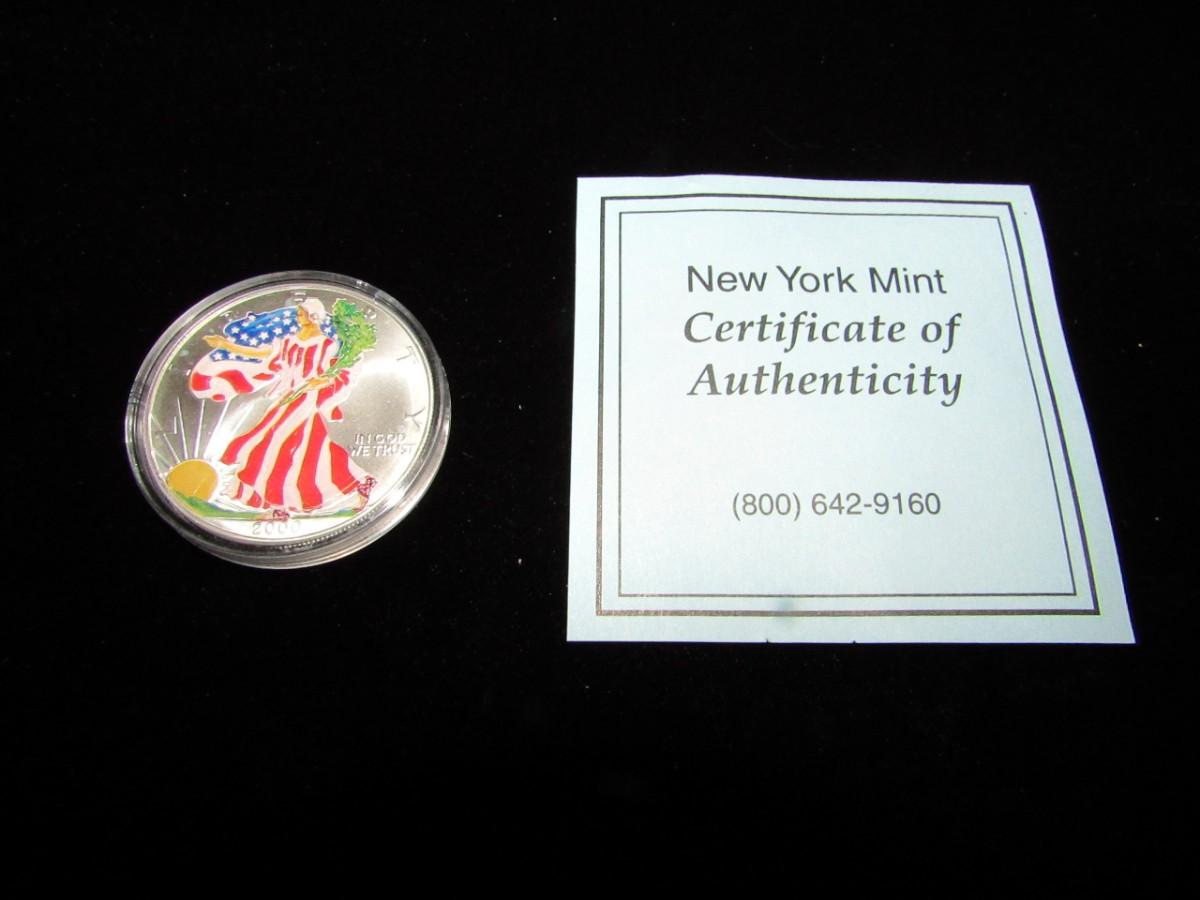 IN GOD
WE TRUST
2000
New York Mint
Certificate of
Authenticity
(800) 642-9160